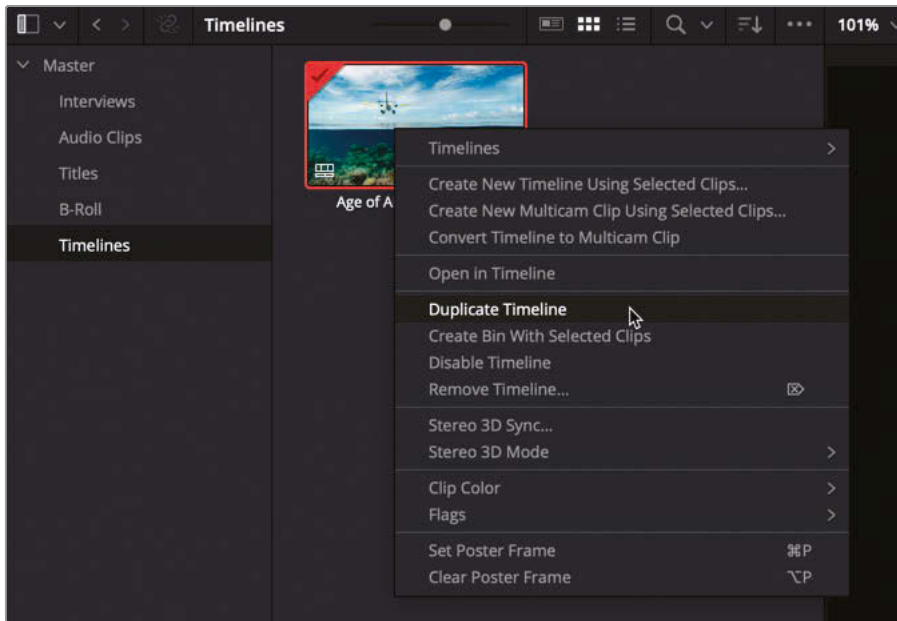 Timelines
101%
Master
Interviews
Audio Clips
Titles
B-Roll
Timelines
Age of A
Timelines
Create New Timeline Using Selected Clips...
Create New Multicam Clip Using Selected Clips...
Convert Timeline to Multicam Clip
Open in Timeline
Duplicate Timeline
Create Bin With Selected Clips
Disable Timeline
Remove Timeline...
Stereo 3D Sync...
Stereo 3D Mode
Clip Color
Flags
Set Poster Frame ⌘P
Clear Poster Frame ⌥P